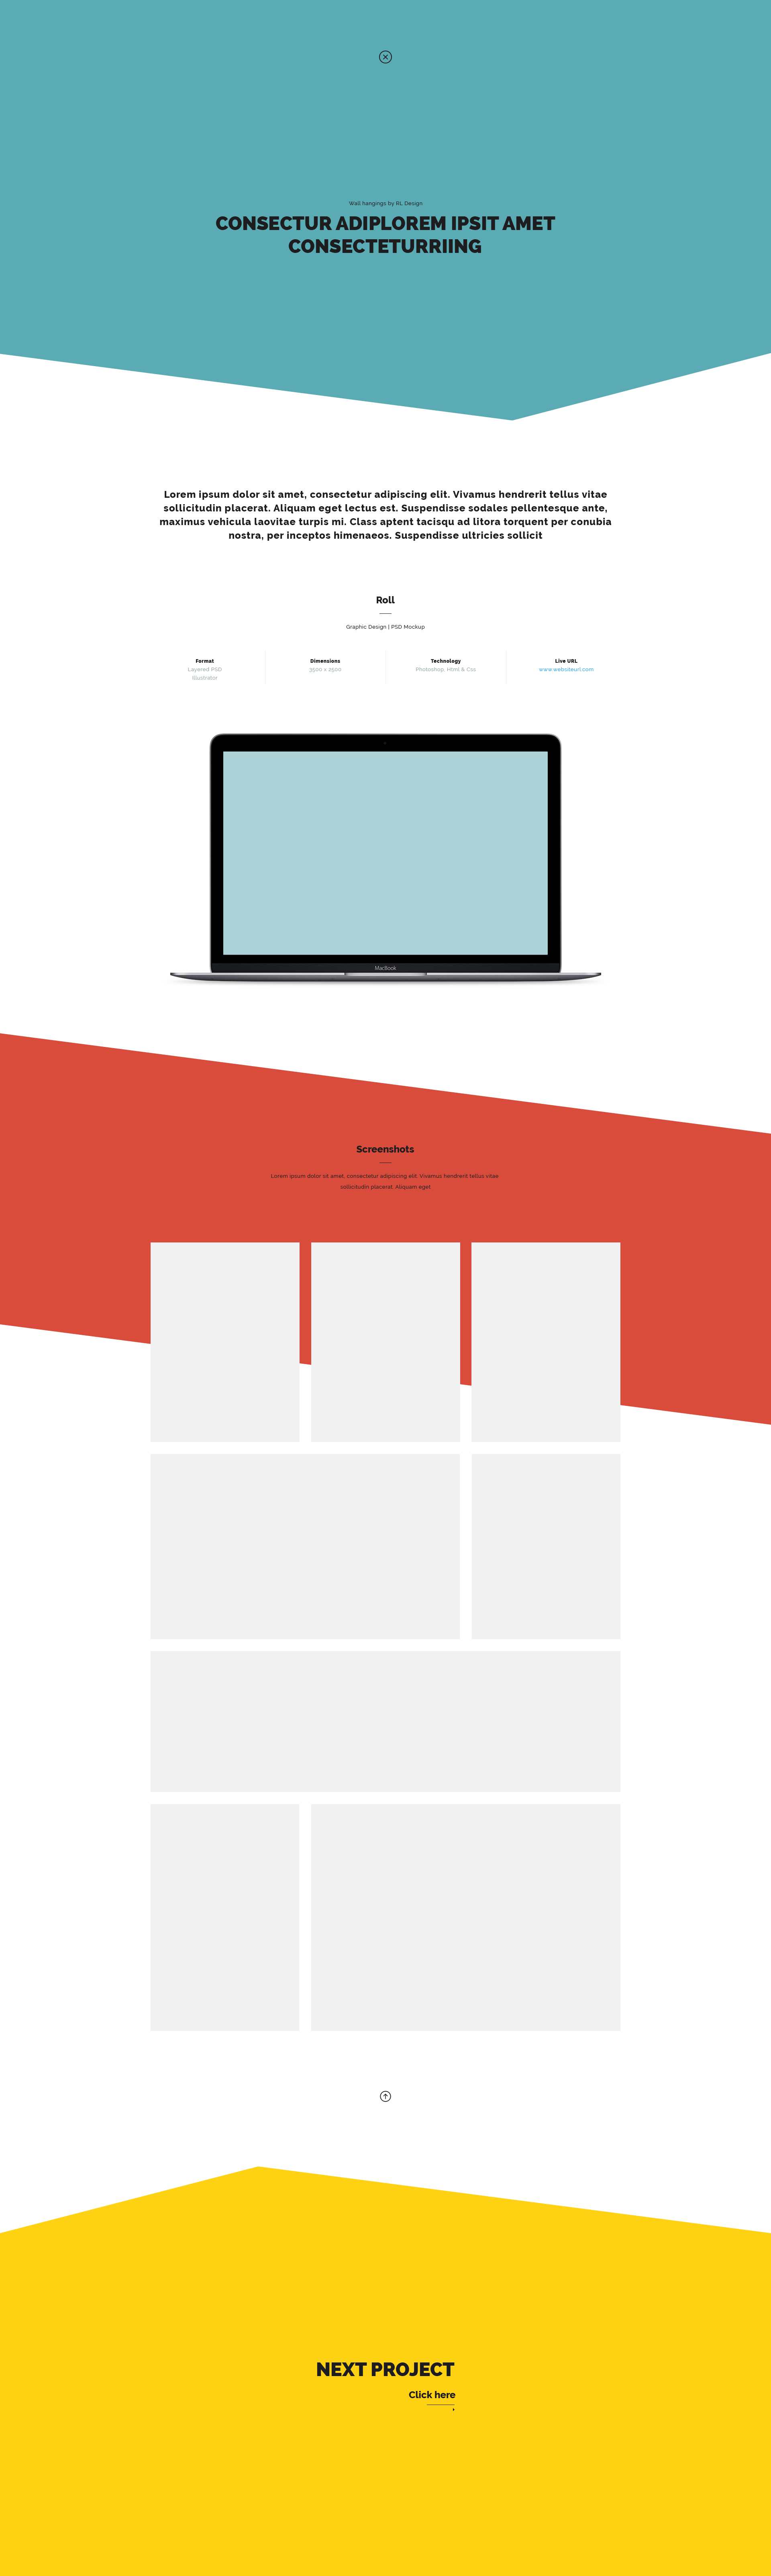 Wall hangings by RL Design
CONSECTUR ADIPLOREM IPSIT AMET
CONSECTETURRIING
Lorem ipsum dolor sit amet, consectetur adipiscing elit. Vivamus hendrerit tellus vitae
sollicitudin placerat. Aliquam eget lectus est. Suspendisse sodales pellentesque ante,
maximus vehicula laovitae turpis mi. Class aptent tacisqu ad litora torquent per conubia
nostra, per inceptos himenaeos. Suspendisse ultricies sollicit
Roll
Graphic Design | PSD Mockup
Format
Layered PSD
Illustrator
Dimensions
3500 x 2500
Technology
Photoshop, Html & Css
Live URL
www.websiteurl.com
MacBook
Screenshots
Lorem ipsum dolor sit amet, consectetur adipiscing elit. Vivamus hendrerit tellus vitae
sollicitudin placerat. Aliquam eget
NEXT PROJECT
Click here